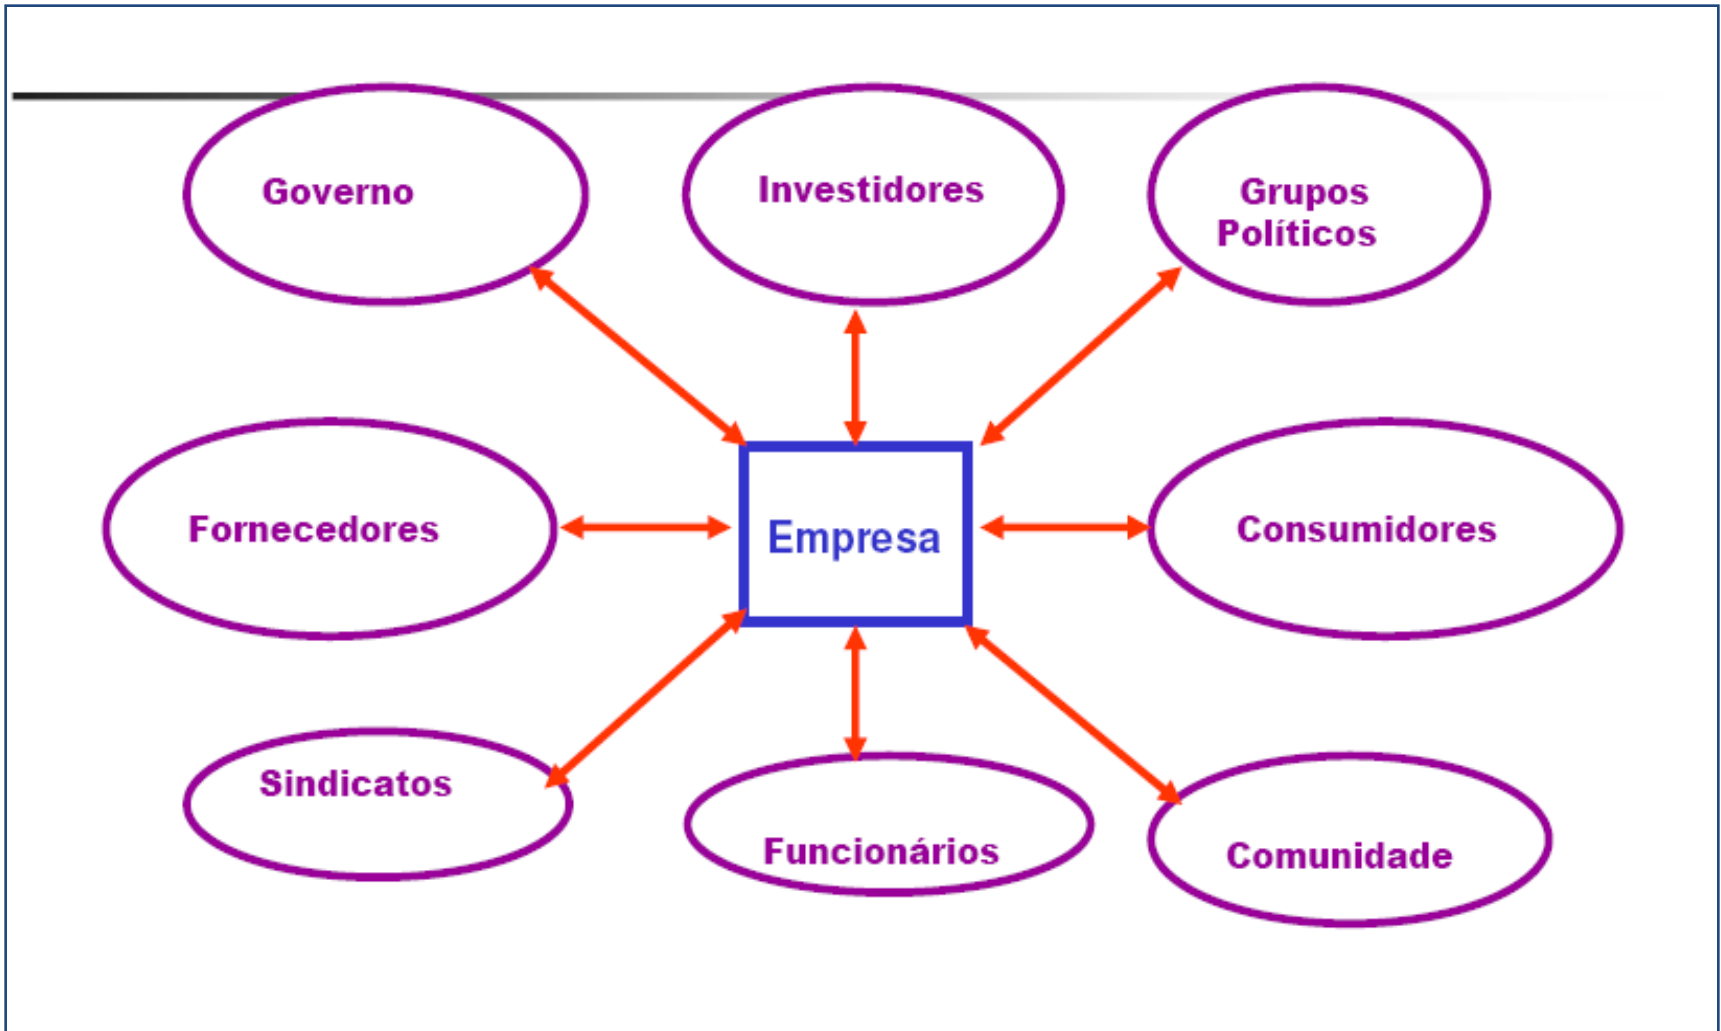 Governo
Investidores
Grupos
Políticos
Fornecedores
Empresa
Consumidores
Sindicatos
Funcionários
Comunidade